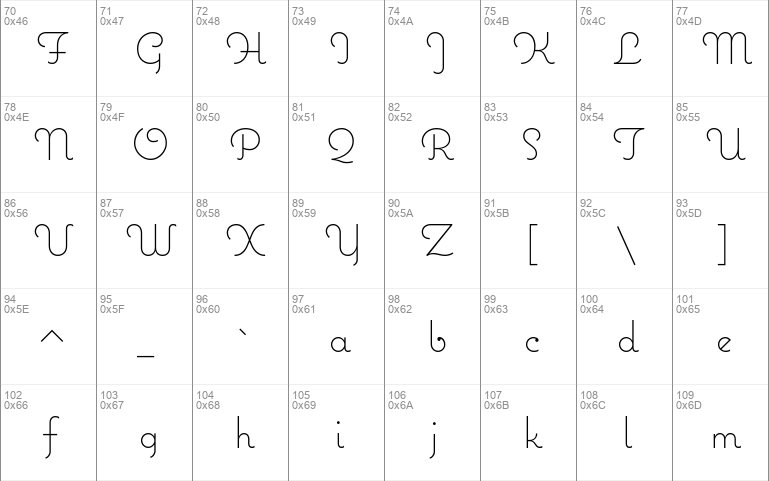 70 71 72 73 74 75 76 77
0x46 0x47 0x48 0x49 0x4A 0x4B 0x4C 0x4D
F G H I J K L M
78 79 80 81 82 83 84 85
0x4E 0x4F 0x50 0x51 0x52 0x53 0x54 0x55
N O P Q R S T U
86 87 88 89 90 91 92 93
0x56 0x57 0x58 0x59 0x5A 0x5B 0x5C 0x5D
V W X Y Z [ \ ]
94 95 96 97 98 99 100 101
0x5E 0x5F 0x60 0x61 0x62 0x63 0x64 0x65
^ _ ` a b c d e
102 103 104 105 106 107 108 109
0x66 0x67 0x68 0x69 0x6A 0x6B 0x6C 0x6D
f g h i j k l m